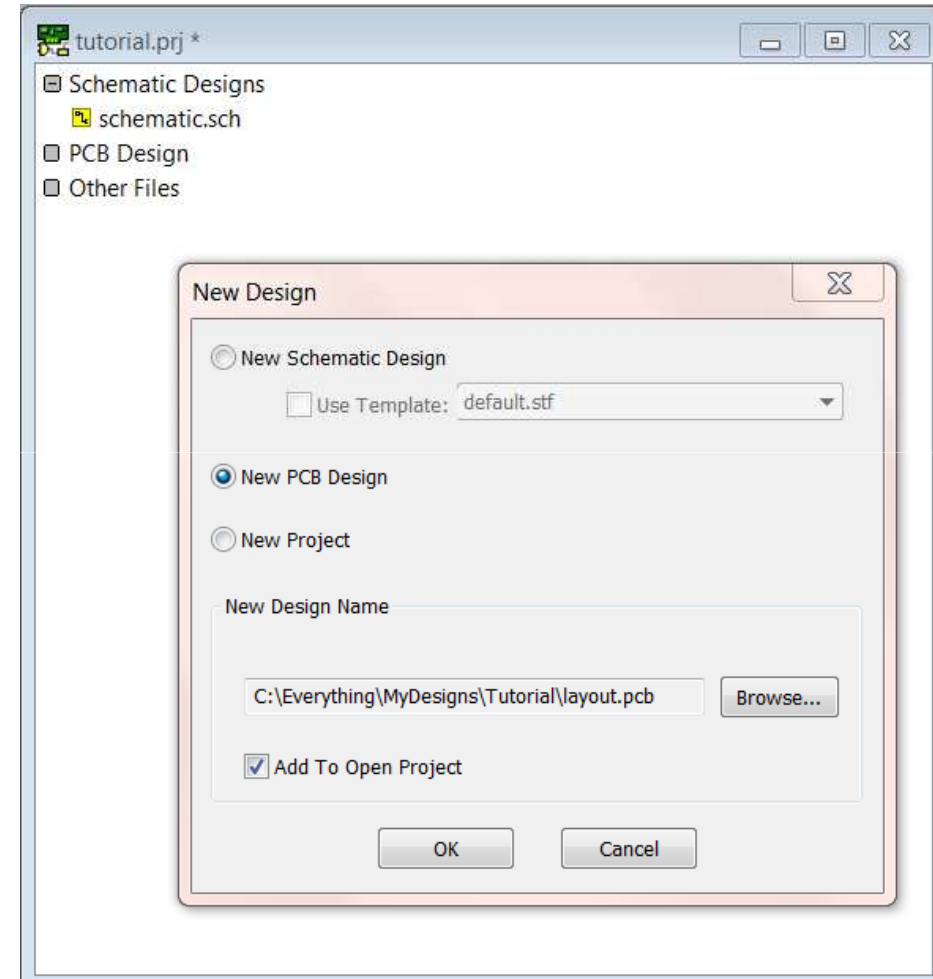 tutorial.prj *
Schematic Designs
schematic.sch
PCB Design
Other Files
New Design
New Schematic Design
Use Template: default.stf
New PCB Design
New Project
New Design Name
C:\Everything\MyDesigns\Tutorial\layout.pcb Browse...
Add To Open Project
OK Cancel